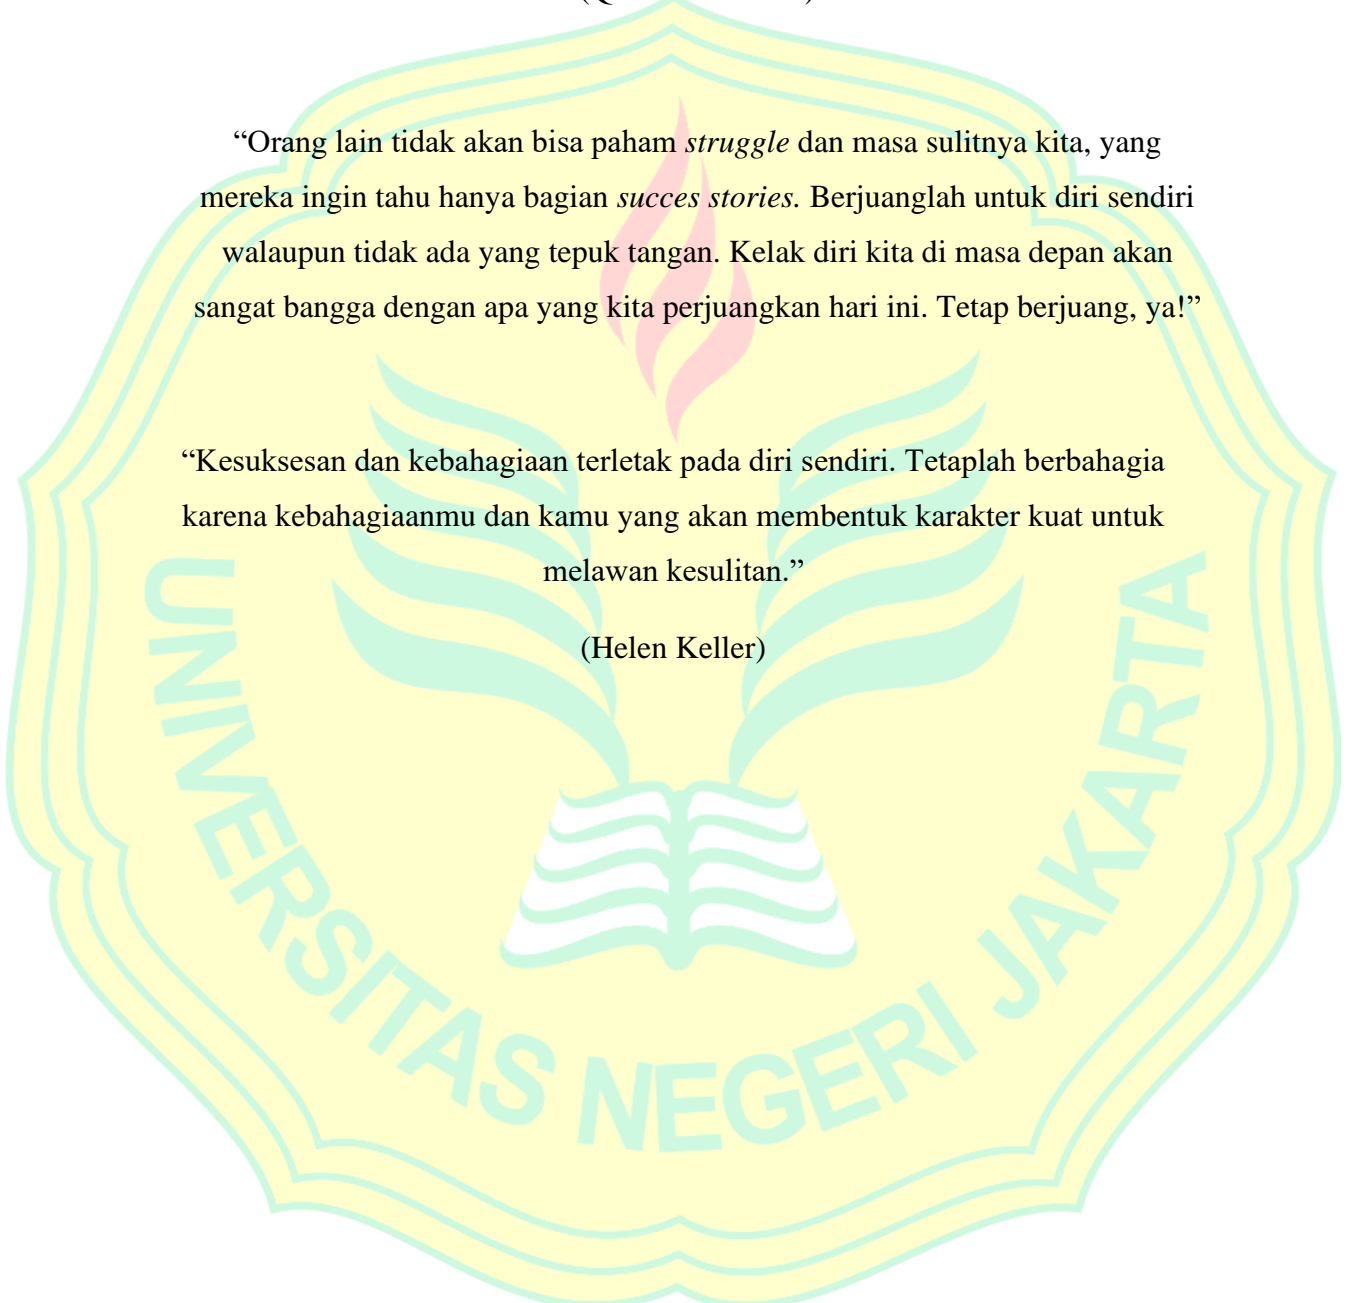 “Orang lain tidak akan bisa paham struggle dan masa sulitnya kita, yang
mereka ingin tahu hanya bagian succes stories. Berjuanglah untuk diri sendiri
walaupun tidak ada yang tepuk tangan. Kelak diri kita di masa depan akan
sangat bangga dengan apa yang kita perjuangkan hari ini. Tetap berjuang, ya!”
“Kesuksesan dan kebahagiaan terletak pada diri sendiri. Tetaplah berbahagia
karena kebahagiaanmu dan kamu yang akan membentuk karakter kuat untuk
melawan kesulitan.”
(Helen Keller)
UNIVERSITAS NEGERI JAKARTA